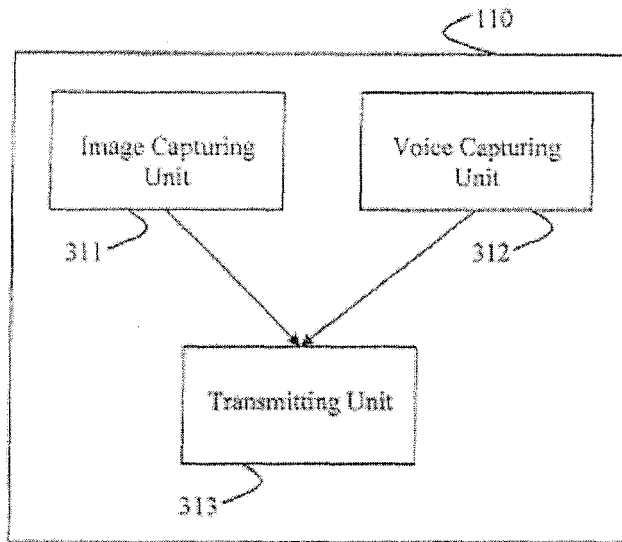 110
Image Capturing
Unit
Voice Capturing
Unit
311
312
Transmitting Unit
313